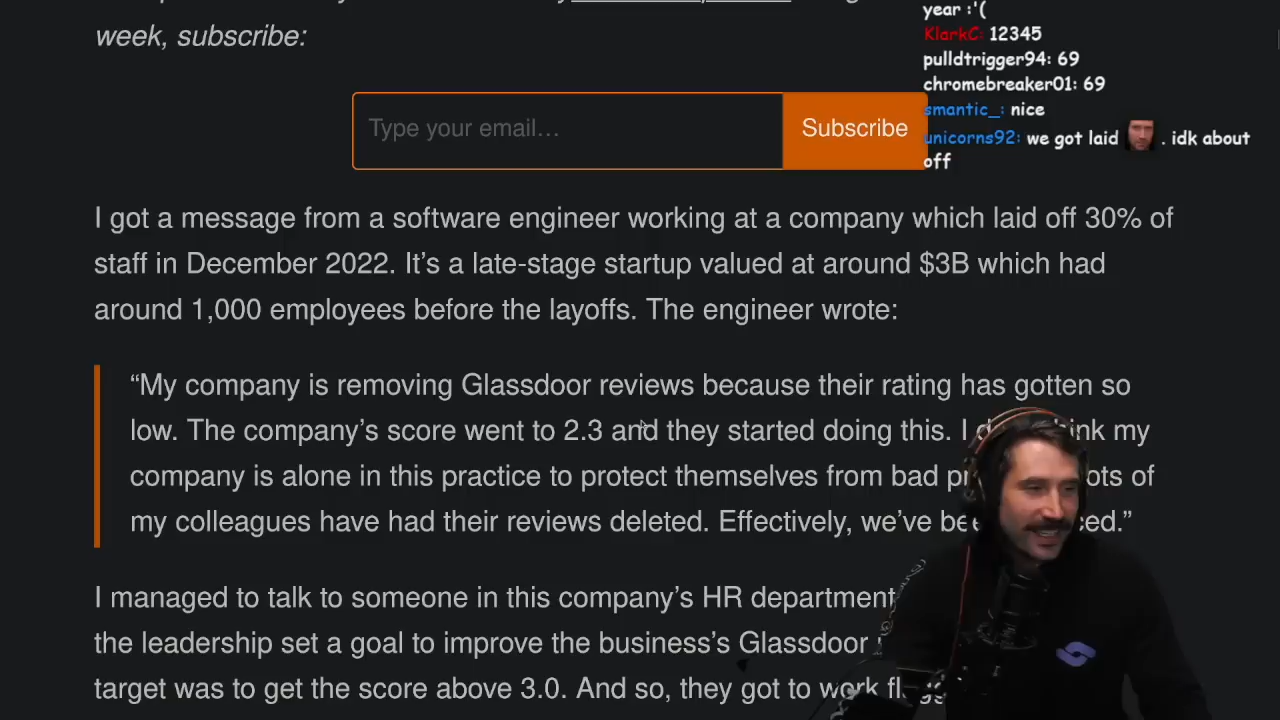 week, subscribe:
year :'(
KlarkC: 12345
pulldtrigger94: 69
chromebreaker01: 69
smantic_: nice
unicorns92: we got laid . idk about
off
Type your email…
Subscribe
I got a message from a software engineer working at a company which laid off 30% of
staff in December 2022. It’s a late-stage startup valued at around $3B which had
around 1,000 employees before the layoffs. The engineer wrote:
“My company is removing Glassdoor reviews because their rating has gotten so
low. The company’s score went to 2.3 and they started doing this. I my
company is alone in this practice to protect themselves from bad of
my colleagues have had their reviews deleted. Effectively, we’ve
I managed to talk to someone in this company’s HR department
the leadership set a goal to improve the business’s Glassdoor
target was to get the score above 3.0. And so, they got to work